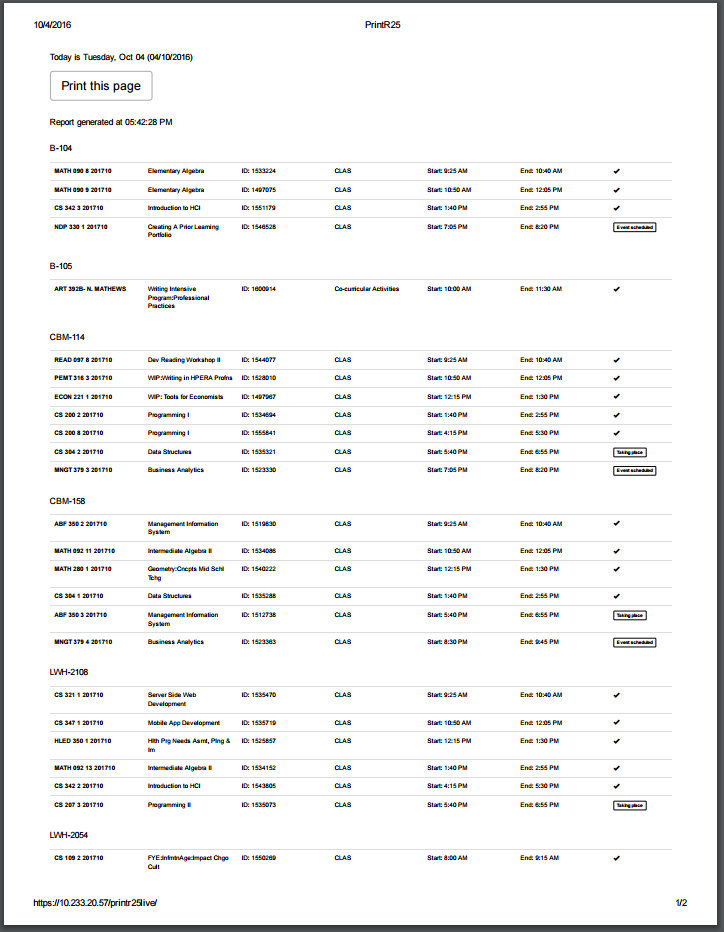 10/4/2016 PrintR25
Today is Tuesday, Oct 04 (04/10/2016)
Print this page
Report generated at 05:42:28 PM
B-104
MATH 090 8 201710 Elementary Algebra ID: 1533224 CLAS Start: 9:25 AM End: 10:40 AM ✔
MATH 090 9 201710 Elementary Algebra ID: 1497075 CLAS Start: 10:50 AM End: 12:05 PM ✔
CS 342 3 201710 Introduction to HCI ID: 1551179 CLAS Start: 1:40 PM End: 2:55 PM ✔
NDP 330 1 201710 Creating A Prior Learning ID: 1546528 CLAS Start: 7:05 PM End: 8:20 PM Event scheduled
Portfolio
B-105
ART 392B- N. MATHEWS Writing Intensive ID: 1600914 Co-curricular Activities Start: 10:00 AM End: 11:30 AM ✔
Program:Professional
Practices
CBM-114
READ 097 8 201710 Dev Reading Workshop II ID: 1544077 CLAS Start: 9:25 AM End: 10:40 AM ✔
PEMT 316 3 201710 WIP:Writing in HPERA Profns ID: 1528010 CLAS Start: 10:50 AM End: 12:05 PM ✔
ECON 221 1 201710 WIP: Tools for Economists ID: 1497967 CLAS Start: 12:15 PM End: 1:30 PM ✔
CS 200 2 201710 Programming I ID: 1534694 CLAS Start: 1:40 PM End: 2:55 PM ✔
CS 200 8 201710 Programming I ID: 1555841 CLAS Start: 4:15 PM End: 5:30 PM ✔
CS 304 2 201710 Data Structures ID: 1535321 CLAS Start: 5:40 PM End: 6:55 PM Taking place
MNGT 379 3 201710 Business Analytics ID: 1523330 CLAS Start: 7:05 PM End: 8:20 PM Event scheduled
CBM-158
ABF 350 2 201710 Management Information ID: 1519830 CLAS Start: 9:25 AM End: 10:40 AM ✔
System
MATH 092 11 201710 Intermediate Algebra II ID: 1534086 CLAS Start: 10:50 AM End: 12:05 PM ✔
MATH 280 1 201710 Geometry:Cncpts Mid Schl ID: 1540222 CLAS Start: 12:15 PM End: 1:30 PM ✔
Tchg
CS 304 1 201710 Data Structures ID: 1535288 CLAS Start: 1:40 PM End: 2:55 PM ✔
ABF 350 3 201710 Management Information ID: 1512738 CLAS Start: 5:40 PM End: 6:55 PM Taking place
System
MNGT 379 4 201710 Business Analytics ID: 1523363 CLAS Start: 8:30 PM End: 9:45 PM Event scheduled
LWH-2108
CS 321 1 201710 Server Side Web ID: 1535470 CLAS Start: 9:25 AM End: 10:40 AM ✔
Development
CS 347 1 201710 Mobile App Development ID: 1535719 CLAS Start: 10:50 AM End: 12:05 PM ✔
HLED 350 1 201710 Hlth Prg Needs Asmt, Plng & ID: 1525857 CLAS Start: 12:15 PM End: 1:30 PM ✔
Im
MATH 092 13 201710 Intermediate Algebra II ID: 1534152 CLAS Start: 1:40 PM End: 2:55 PM ✔
CS 342 2 201710 Introduction to HCI ID: 1543805 CLAS Start: 4:15 PM End: 5:30 PM ✔
CS 207 3 201710 Programming II ID: 1535073 CLAS Start: 5:40 PM End: 6:55 PM Taking place
LWH-2054
CS 109 2 201710 FYE:InfmtnAge:Impact Chgo ID: 1550269 CLAS Start: 8:00 AM End: 9:15 AM ✔
Cult
https://10.233.20.57/printr25live/ 1/2